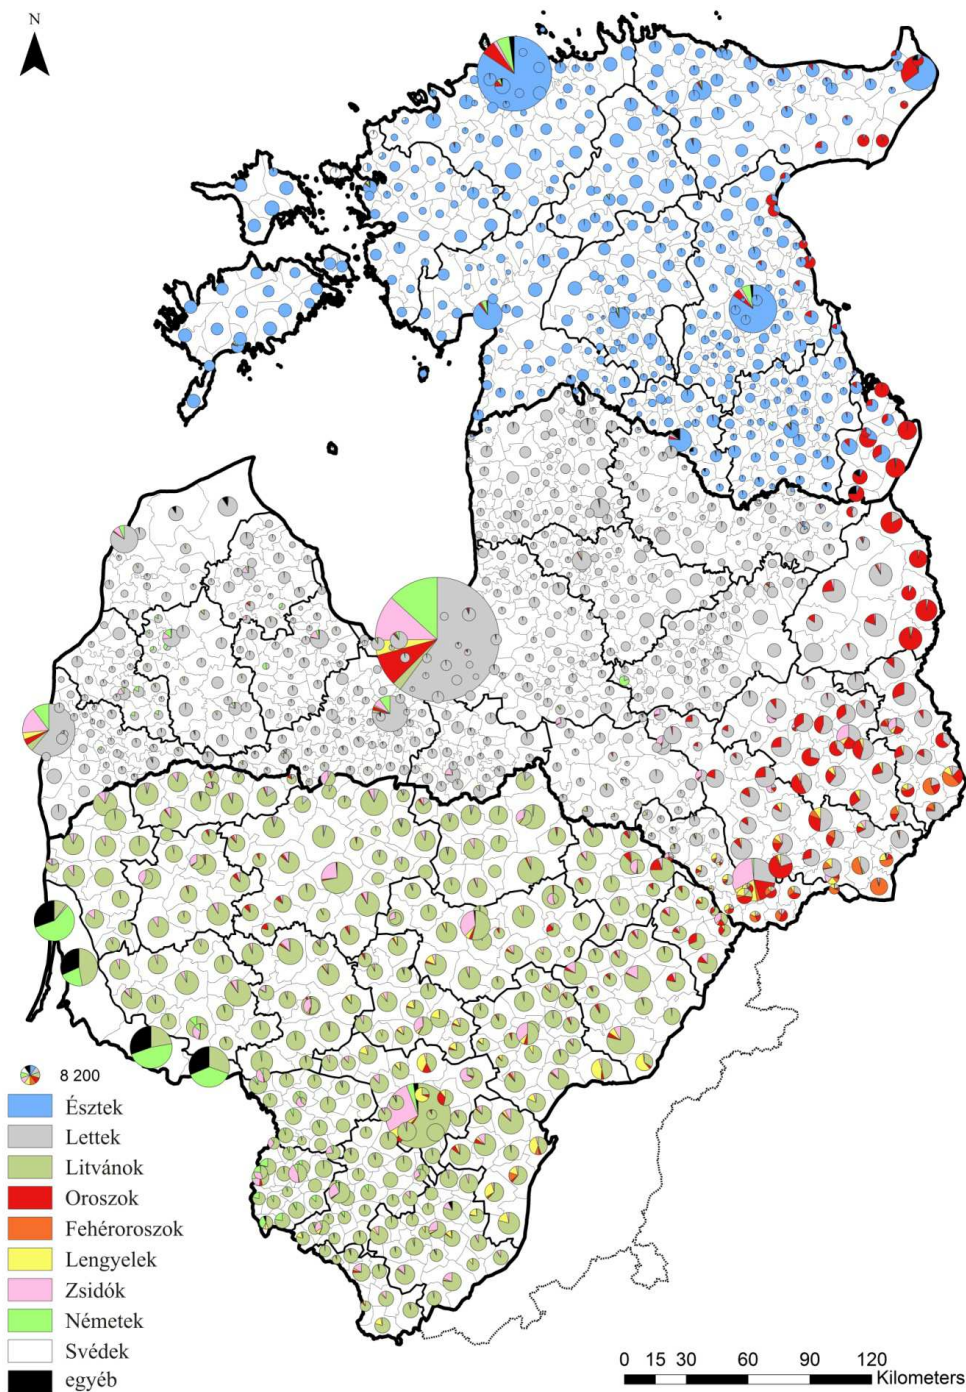 N
8 200
Észtek
Lettek
Litvánok
Oroszok
Fehéroroszok
Lengyelek
Zsidók
Németek
Svédek
egyéb
0 15 30 60 90 120
Kilometers